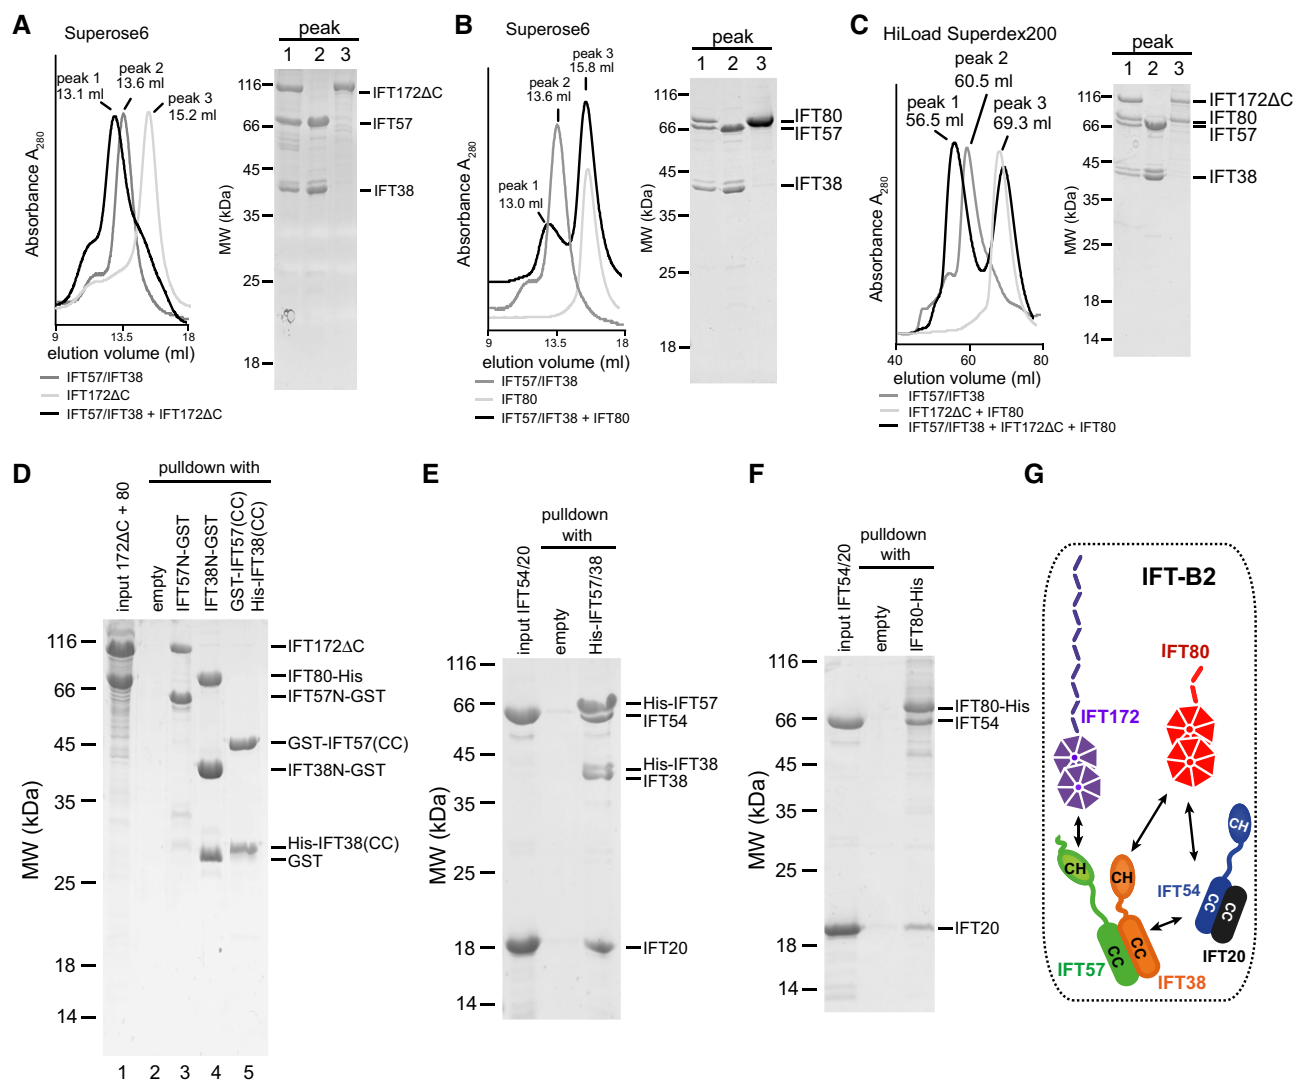 A
Superose6
peak 1
13.1 ml
peak 2
13.6 ml
peak 3
15.2 ml
Absorbance A280
9
13.5
18
elution volume (ml)
IFT57/IFT38
IFT172ΔC
IFT57/IFT38 + IFT172ΔC
peak
1 2 3
MW (kDa)
116
66
45
35
25
18
IFT172ΔC
IFT57
IFT38
B
Superose6
peak 1
13.0 ml
peak 2
13.6 ml
peak 3
15.8 ml
Absorbance A280
9
13.5
18
elution volume (ml)
IFT57/IFT38
IFT80
IFT57/IFT38 + IFT80
peak
1 2 3
MW (kDa)
116
66
45
35
25
18
IFT80
IFT57
IFT38
C
HiLoad Superdex200
peak 1
56.5 ml
peak 2
60.5 ml
peak 3
69.3 ml
Absorbance A280
40
60
80
elution volume (ml)
IFT57/IFT38
IFT172ΔC + IFT80
IFT57/IFT38 + IFT172ΔC + IFT80
peak
1 2 3
MW (kDa)
116
66
45
35
25
18
14
IFT172ΔC
IFT80
IFT57
IFT38
D
pulldown with
input 172ΔC + 80
empty
IFT57N-GST
IFT38N-GST
GST-IFT57(CC)
His-IFT38(CC)
MW (kDa)
116
66
45
35
25
18
14
IFT172ΔC
IFT80-His
IFT57N-GST
GST-IFT57(CC)
IFT38N-GST
His-IFT38(CC)
GST
1 2 3 4 5
E
pulldown
with
input IFT54/20
empty
His-IFT57/38
MW (kDa)
116
66
45
35
25
18
14
His-IFT57
IFT54
His-IFT38
IFT38
IFT20
F
pulldown
with
input IFT54/20
empty
IFT80-His
MW (kDa)
116
66
45
35
25
18
14
IFT80-His
IFT54
IFT20
G
IFT-B2
IFT80
IFT172
CH
CH
CH
IFT54
CC
CC
CC
CC
IFT20
IFT57
IFT38